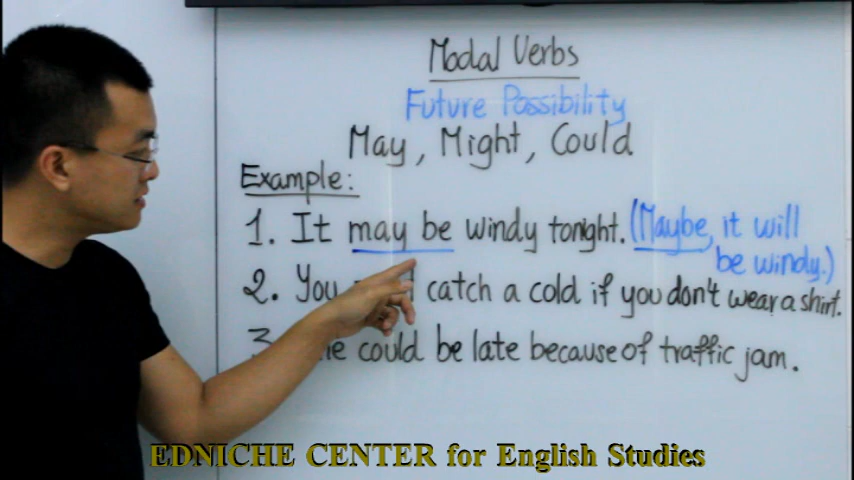 Modal Verbs
Future Possibility
May, Might, Could
Example:
1. It may be windy tonight. (Maybe, it will
be windy.)
2. You catch a cold if you don't wear a shirt.
3. could be late because of traffic jam.
EDNICHE CENTER for English Studies